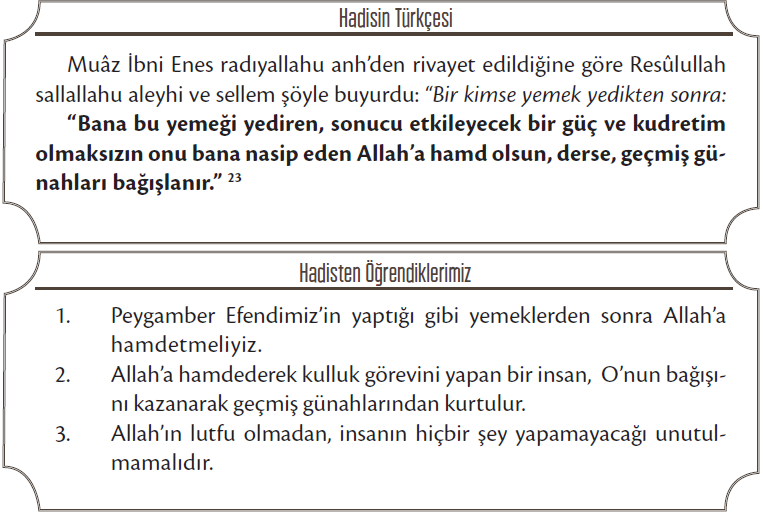 Hadisin Türkçesi
Muâz İbni Enes radıyallahu anh’den rivayet edildiğine göre Resûlullah
sallallahu aleyhi ve sellem şöyle buyurdu: “Bir kimse yemek yedikten sonra:
“Bana bu yemeği yediren, sonucu etkileyecek bir güç ve kudretim
olmaksızın onu bana nasip eden Allah’a hamd olsun, derse, geçmiş gü-
nahları bağışlanır.” 23
Hadisten Öğrendiklerimiz
1. Peygamber Efendimiz’in yaptığı gibi yemeklerden sonra Allah’a
hamdetmeliyiz.
2. Allah’a hamdederek kulluk görevini yapan bir insan, O’nun bağışı-
nı kazanarak geçmiş günahlarından kurtulur.
3. Allah’ın lutfu olmadan, insanın hiçbir şey yapamayacağı unutul-
mamalıdır.